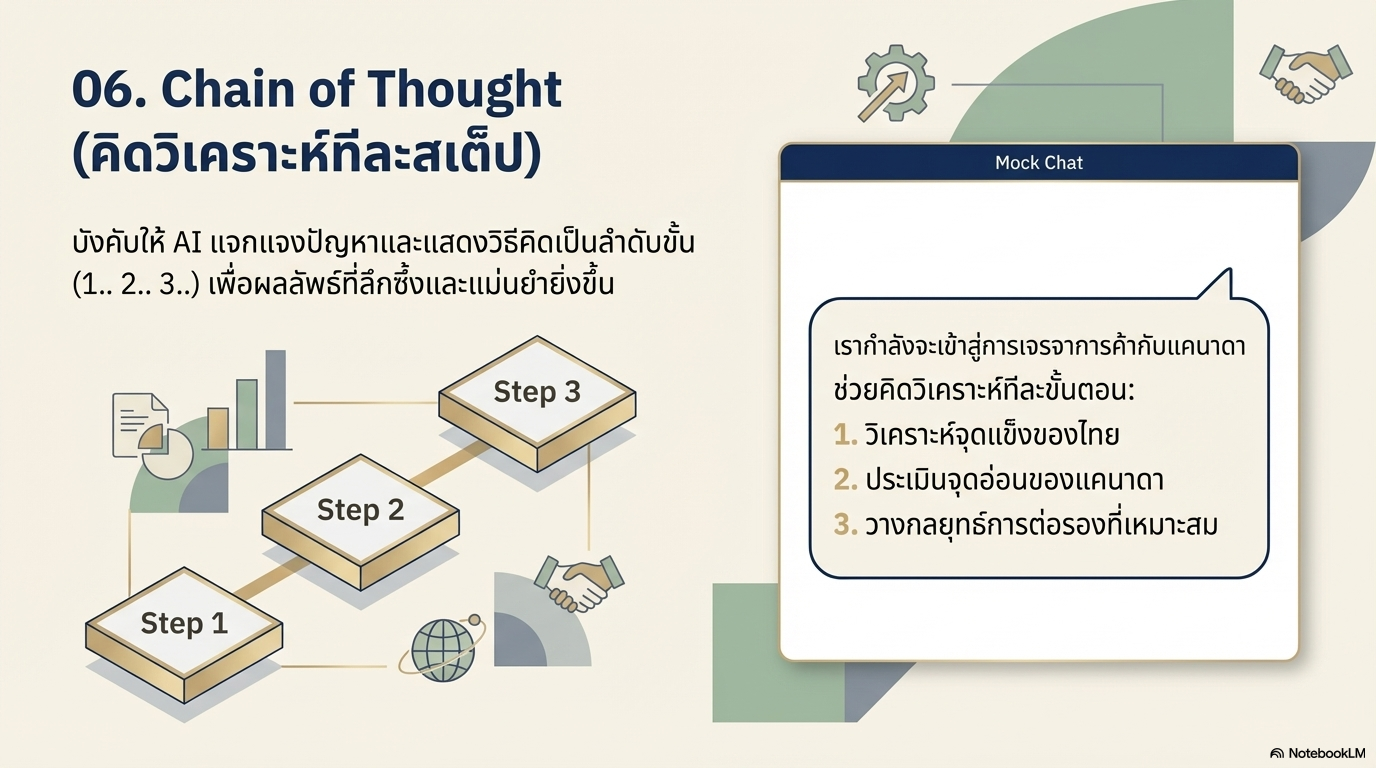 06. Chain of Thought
(คิดวิเคราะห์ทีละสเต็ป)
บังคับให้ AI แจกแจงปัญหาและแสดงวิธีคิดเป็นลำดับขั้น
(1.. 2.. 3..) เพื่อผลลัพธ์ที่ลึกซึ้งและแม่นยำยิ่งขึ้น
Step 3
Step 2
Step 1
Mock Chat
เรากำลังจะเข้าสู่การเจรจาการค้ากับแคนาดา
ช่วยคิดวิเคราะห์ทีละขั้นตอน:
1. วิเคราะห์จุดแข็งของไทย
2. ประเมินจุดอ่อนของแคนาดา
3. วางกลยุทธ์การต่อรองที่เหมาะสม
NotebookLM